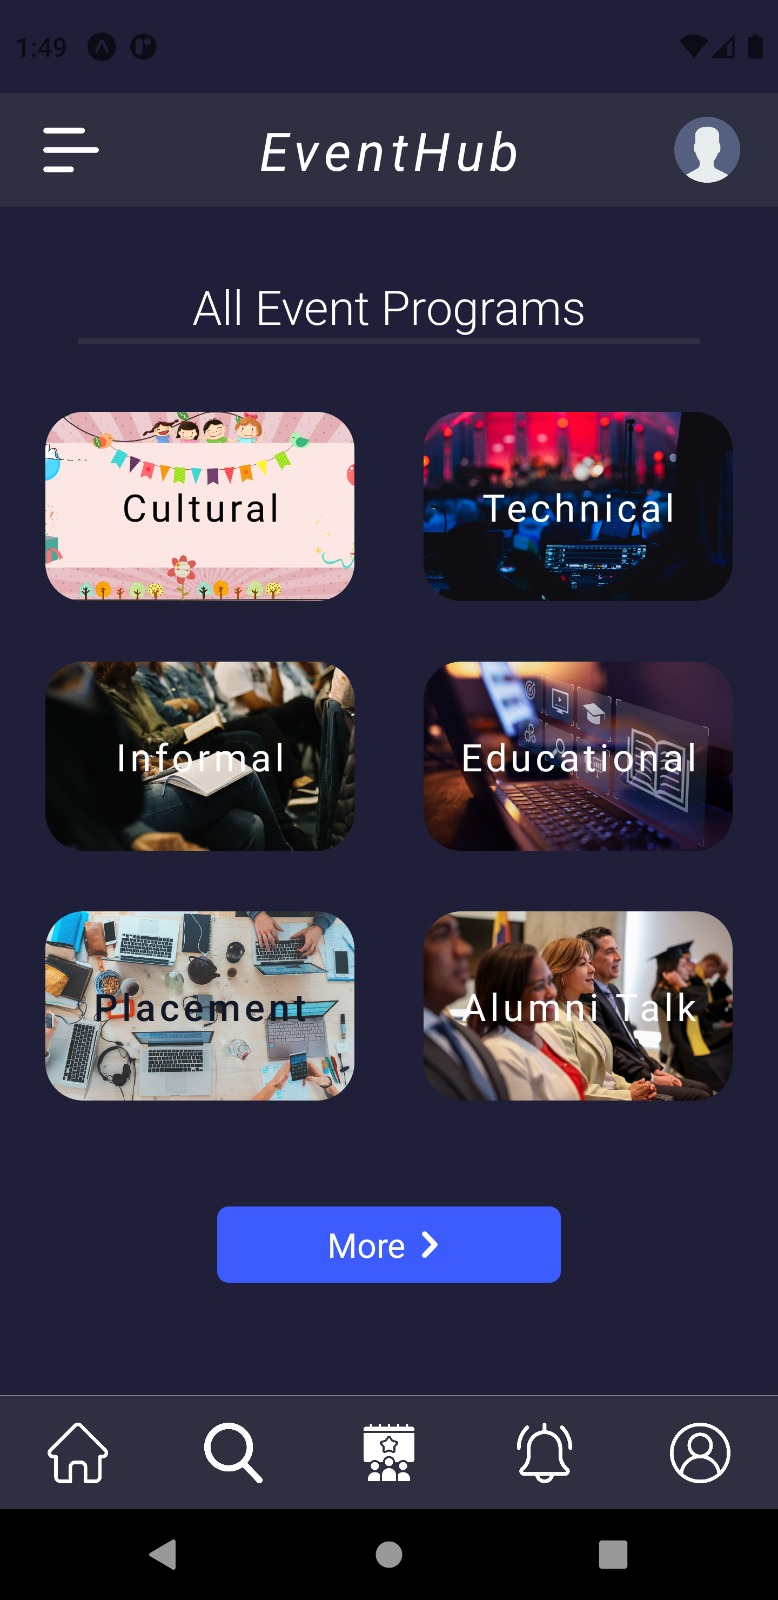 1:49
EventHub
All Event Programs
Cultural
Technical
Informal
Educational
Placement
Alumni Talk
More